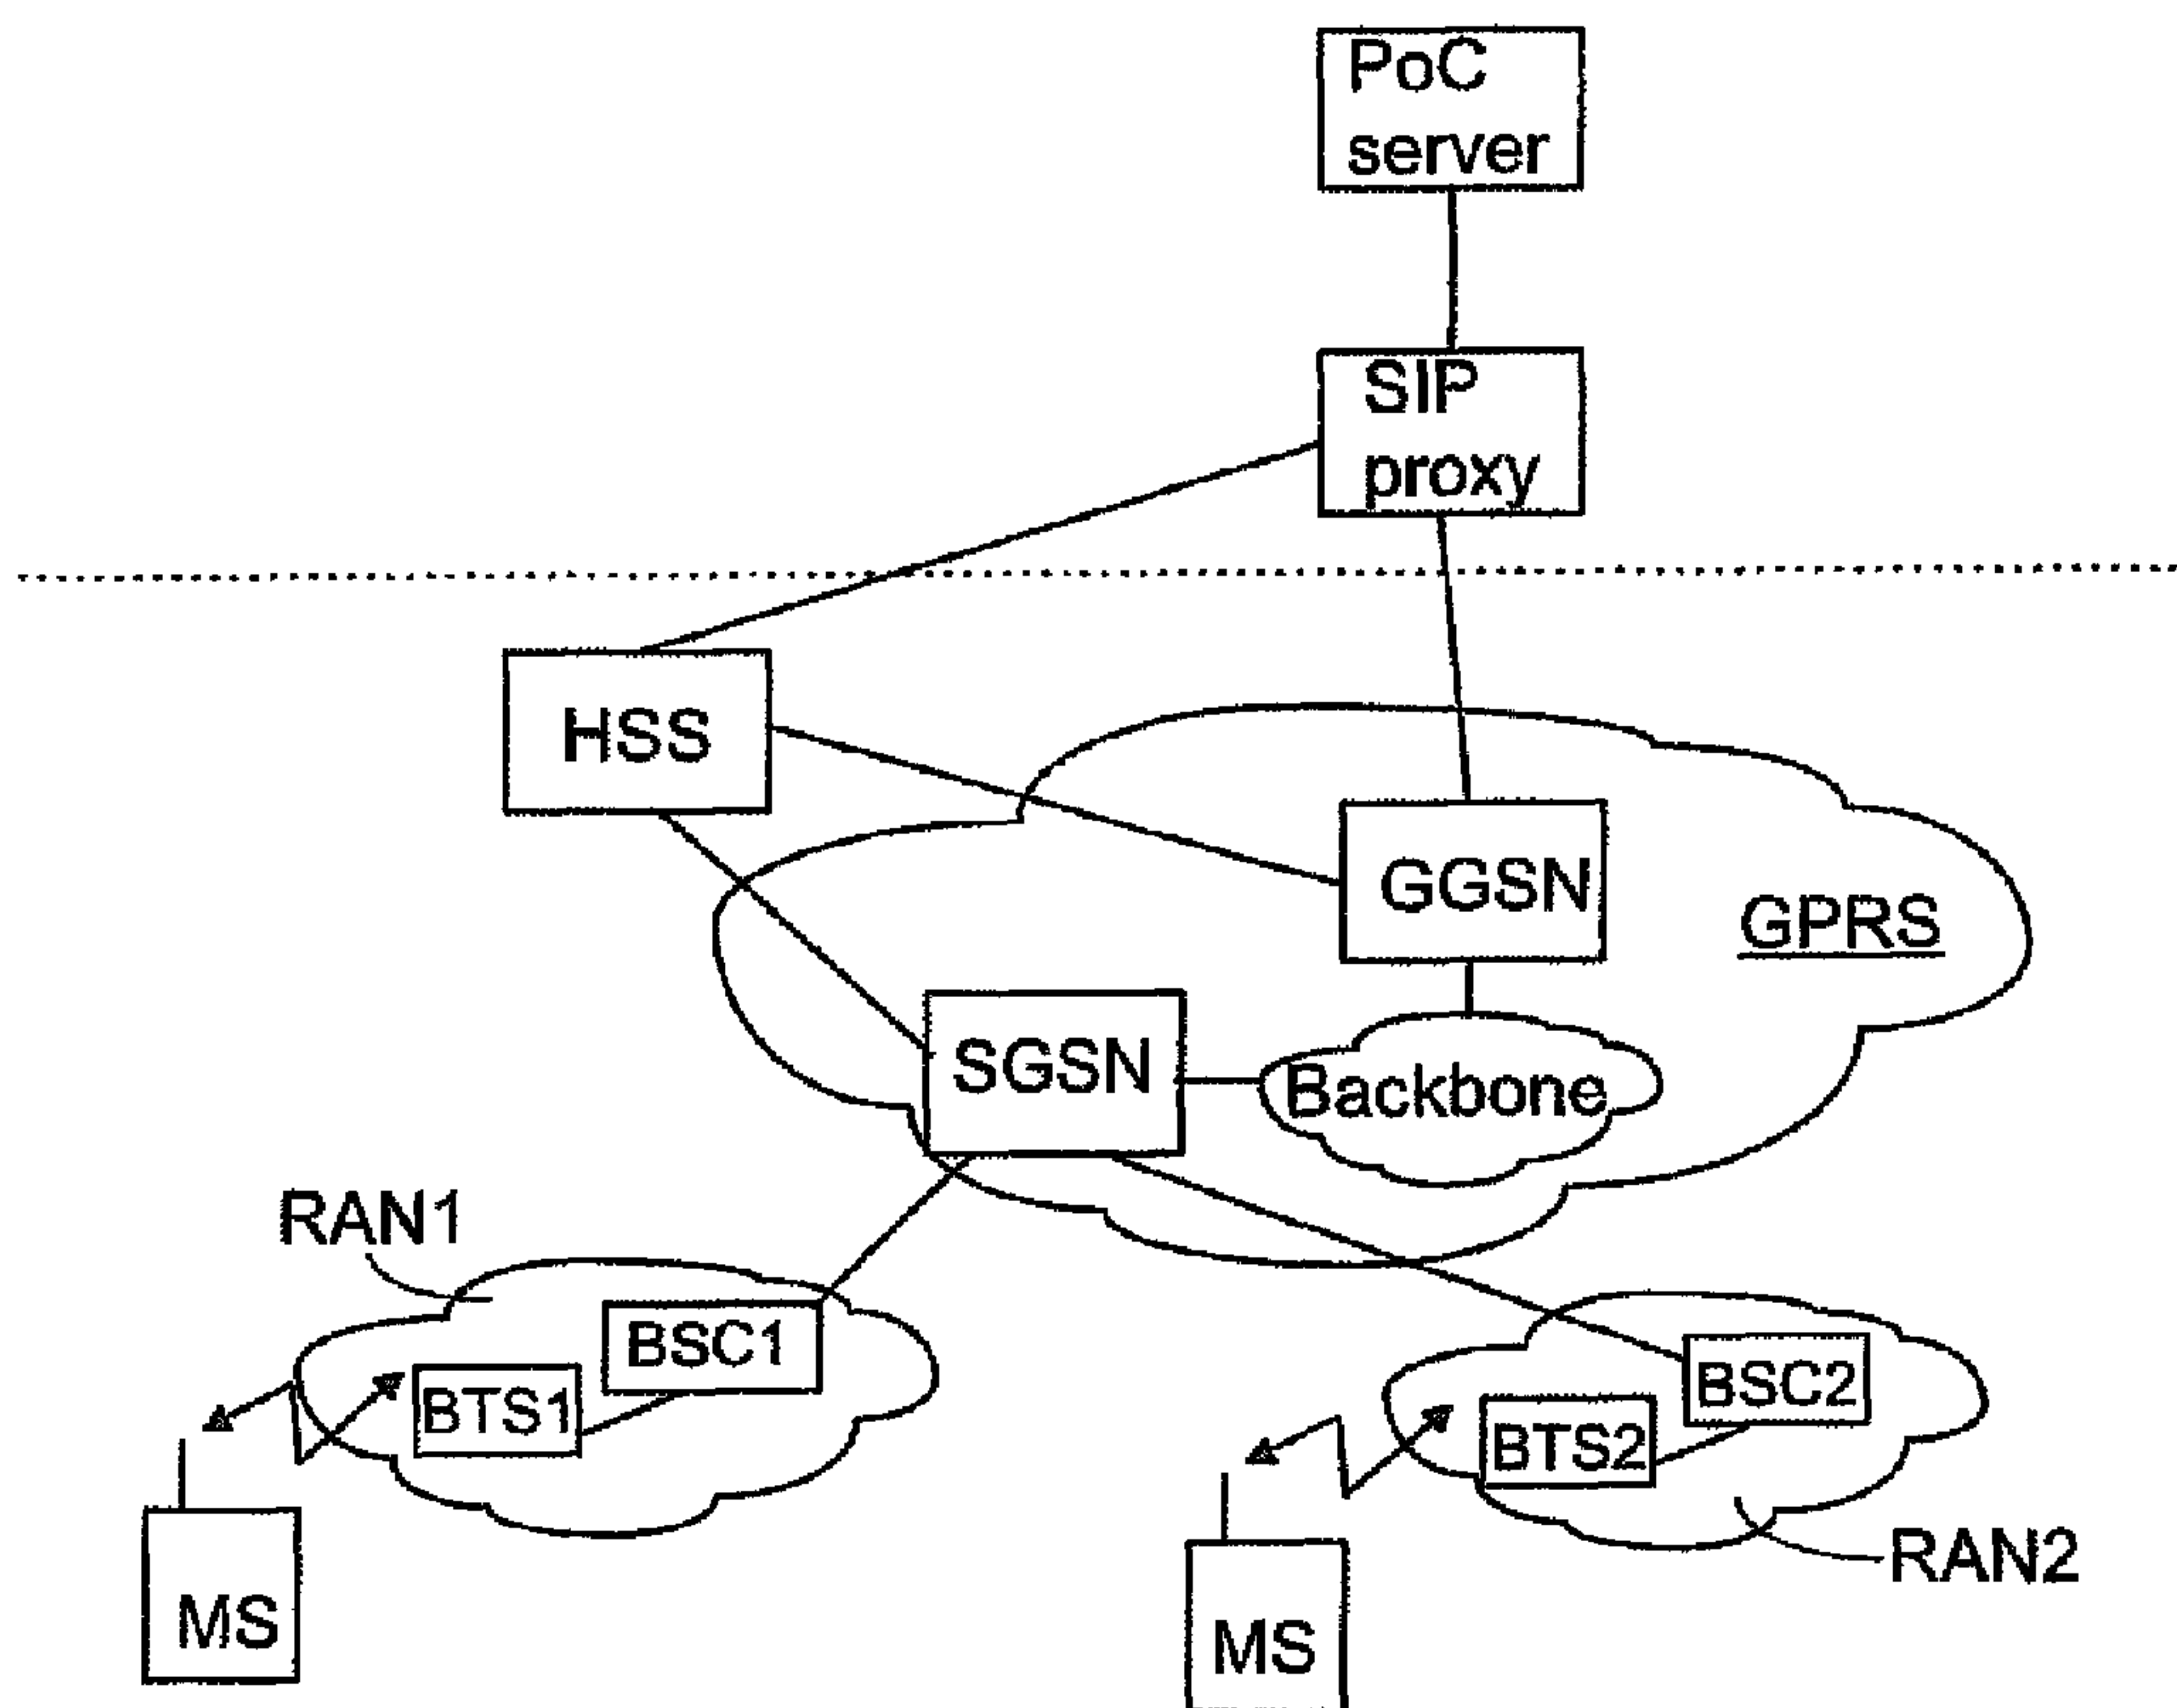 PoC
server
SIP
proxy
HSS
GGSN
GPRS
SGSN
Backbone
RAN1
BSC1
BTS1
BSC2
BTS2
RAN2
MS
MS